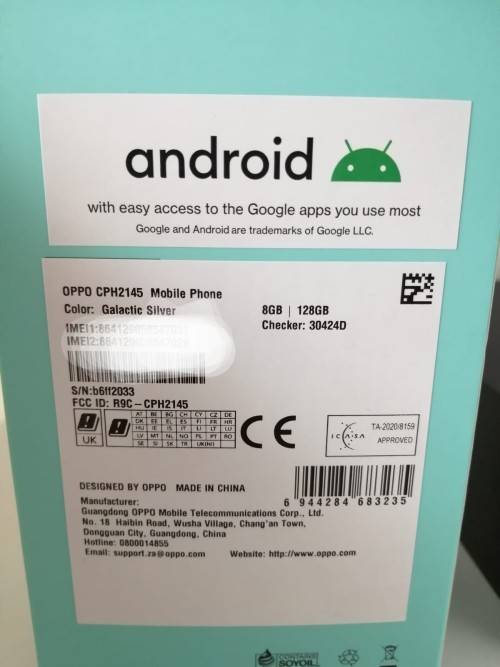 android
with easy access to the Google apps you use most
Google and Android are trademarks of Google LLC.
OPPO CPH2145 Mobile Phone
Color: Galactic Silver
8GB | 128GB
IMEI1:
Checker: 30424D
IMEI2:
S/N:b6ff2033
FCC ID: R9C-CPH2145
UK
AT BE BG CH CY CZ DE
DK EE EL ES FI FR HR
HU IE IS IT LI LT LU
LV MT NL NO PL PT RO
SE SI SK TR UK(NI)
CE
ICASA
TA-2020/8159
APPROVED
DESIGNED BY OPPO MADE IN CHINA
6 944284 683235
Manufacturer:
Guangdong OPPO Mobile Telecommunications Corp., Ltd.
No. 18 Haibin Road, Wusha Village, Chang'an Town,
Dongguan City, Guangdong, China
Hotline: 0800014855
Email: support.za@oppo.com Website: http://www.oppo.com
CONTAINS
SOYOIL